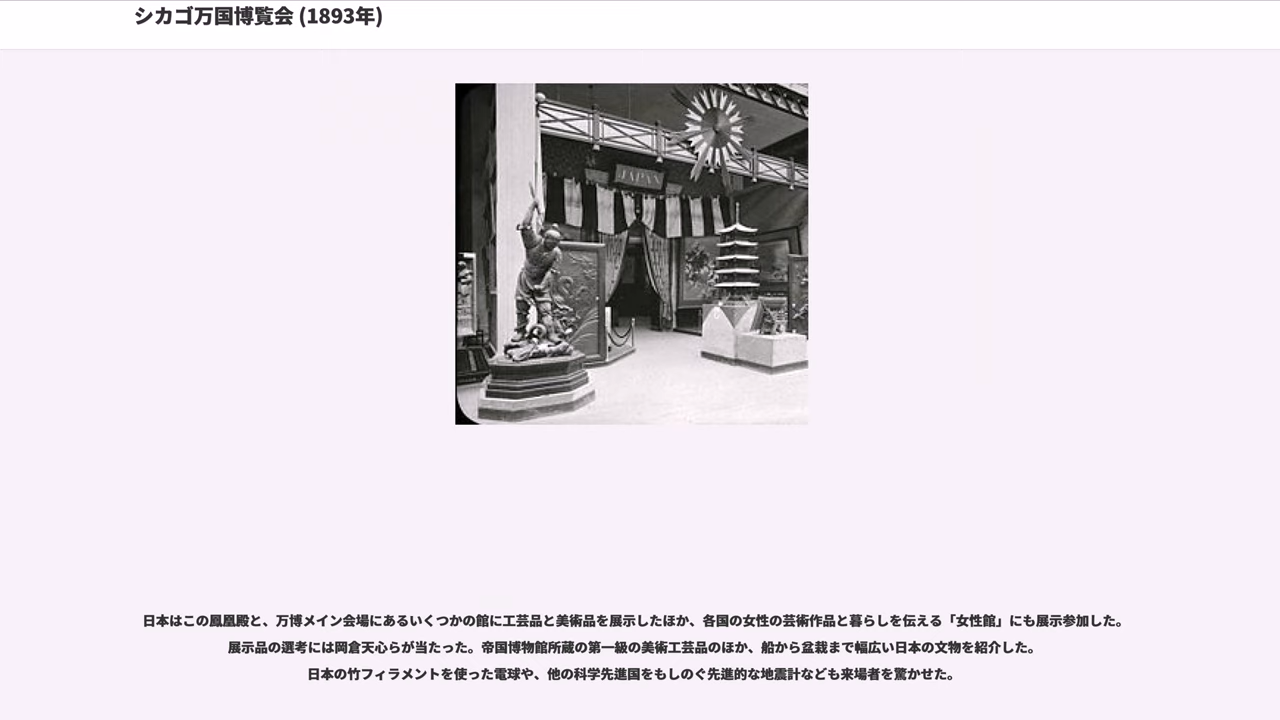 シカゴ万国博覧会 (1893年)
JAPAN
日本はこの鳳凰殿と、万博メイン会場にあるいくつかの館に工芸品と美術品を展示したほか、各国の女性の芸術作品と暮らしを伝える「女性館」にも展示参加した。
展示品の選考には岡倉天心らが当たった。帝国博物館所蔵の第一級の美術工芸品のほか、船から盆栽まで幅広い日本の文物を紹介した。
日本の竹フィラメントを使った電球や、他の科学先進国をもしのぐ先進的な地震計なども来場者を驚かせた。